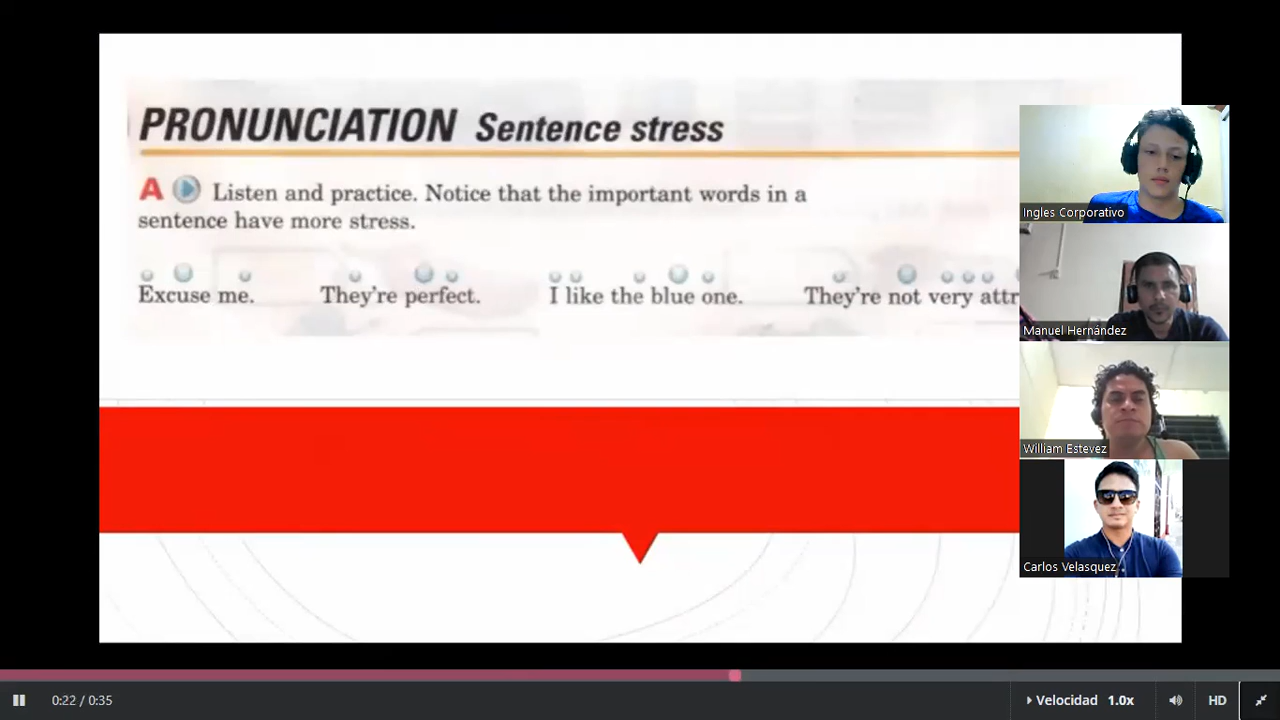 PRONUNCIATION Sentence stress
A Listen and practice. Notice that the important words in a
sentence have more stress.
Excuse me. They're perfect. I like the blue one. They're not very attr
Ingles Corporativo
Manuel Hernández
William Estevez
Carlos Velasquez
0:22 / 0:35 Velocidad 1.0x HD